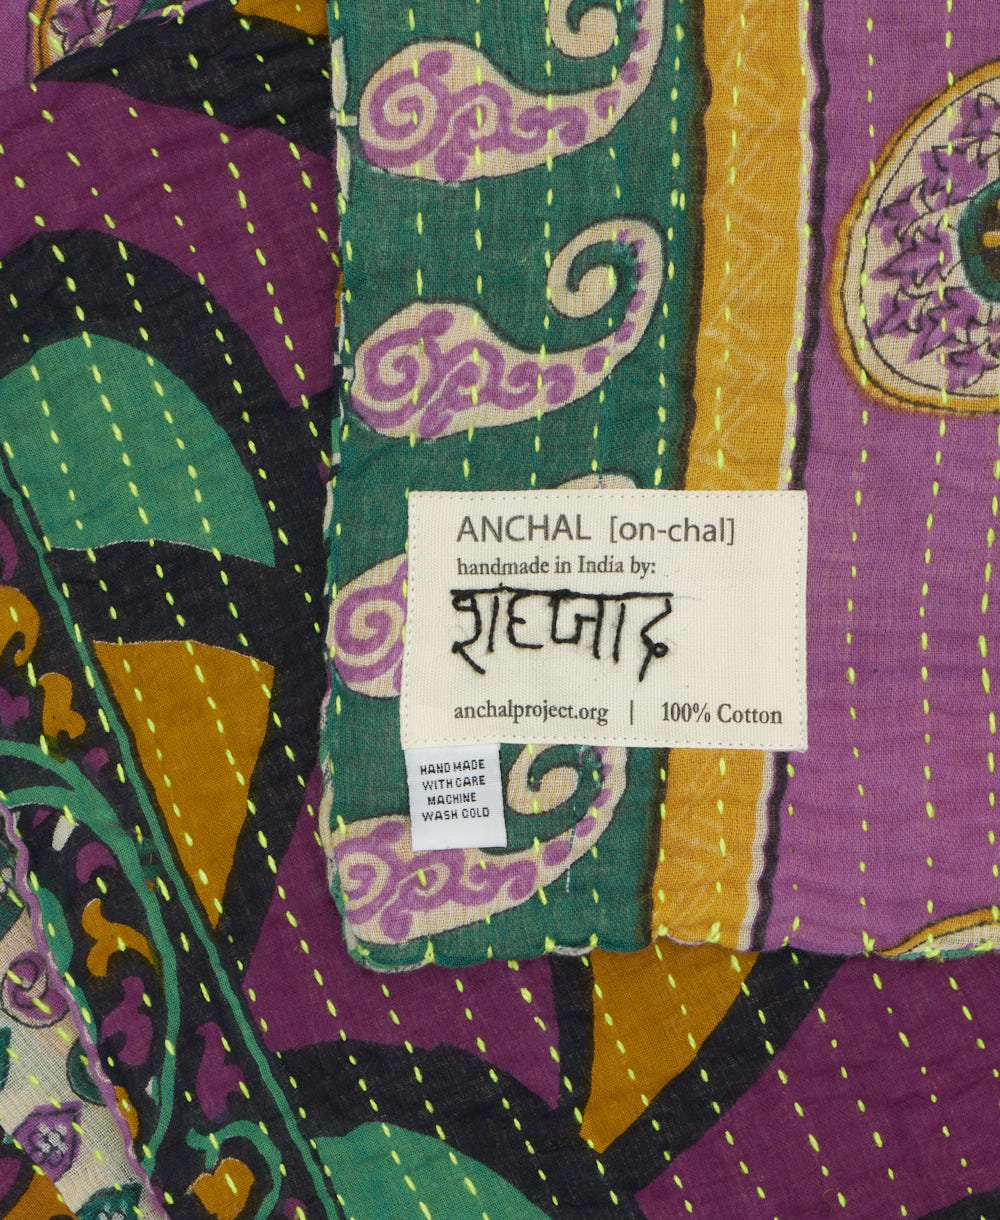 ANCHAL [on-chal]
handmade in India by:
शहजाद
anchalproject.org | 100% Cotton
HAND MADE
WITH CARE
MACHINE
WASH COLD